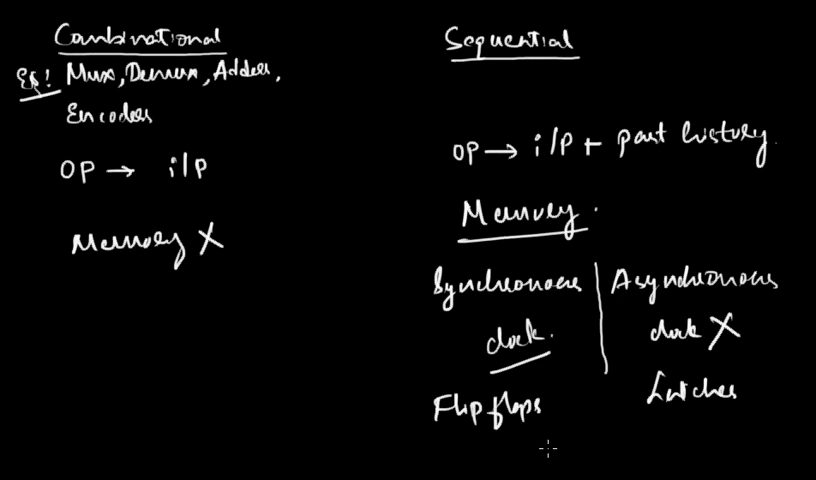 Combinational
Eg: Mux, Demux, Adder,
Encoders
OP → i/P
Memory X
Sequential
OP → i/P + past history.
Memory.
Synchronous | Asynchronous
clock. clock X
Flip flops Latches